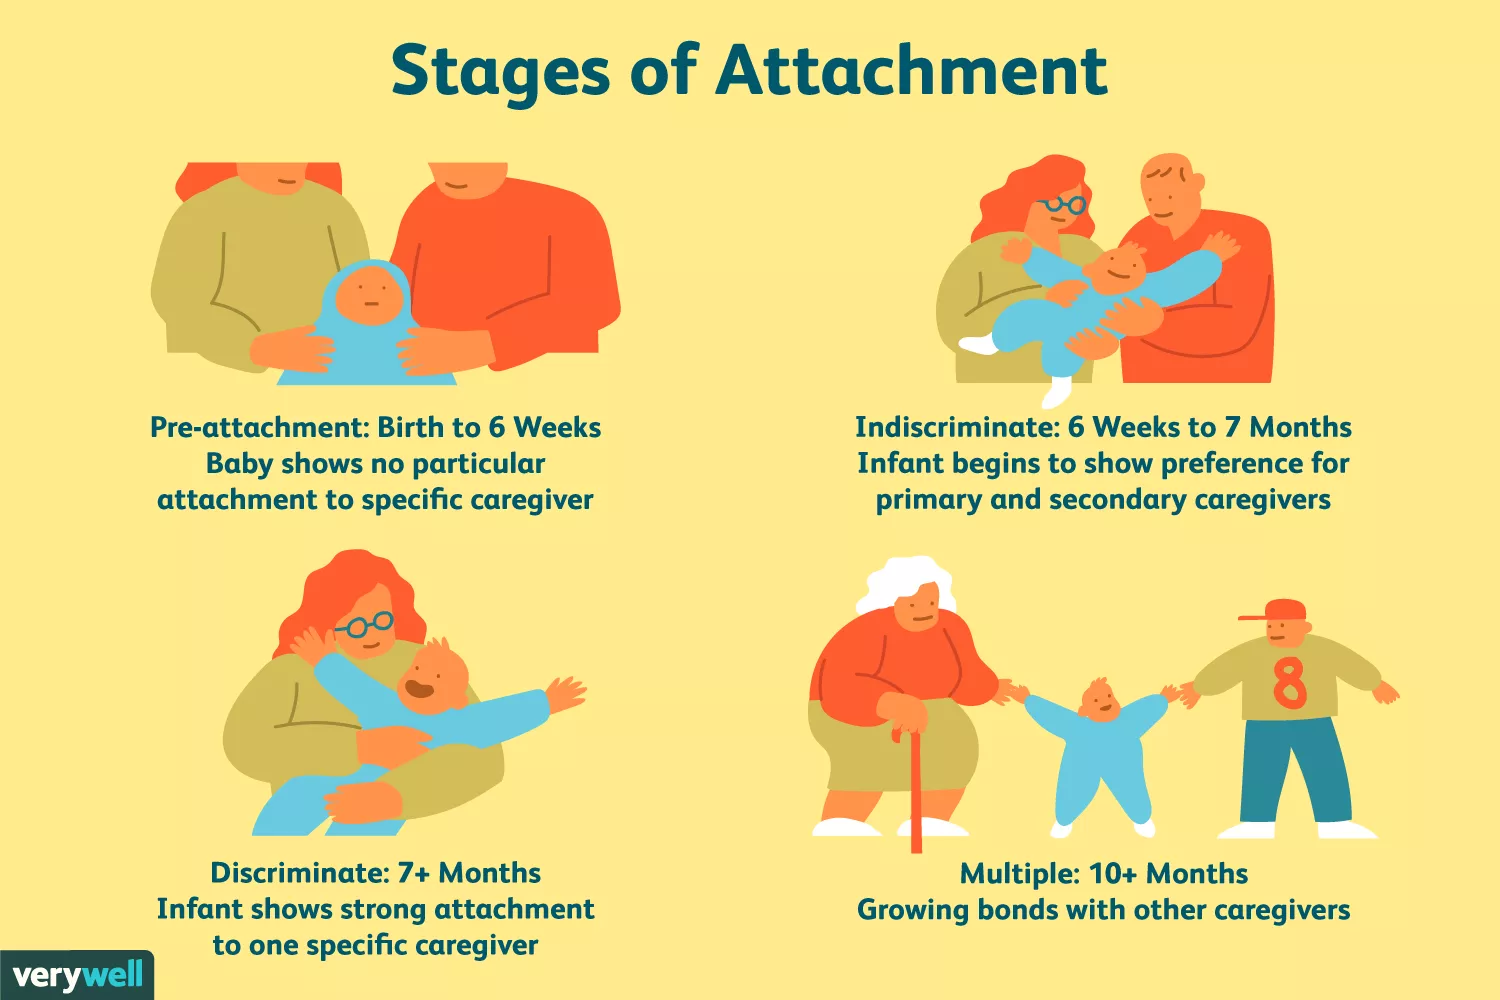 Stages of Attachment
Pre-attachment: Birth to 6 Weeks
Baby shows no particular
attachment to specific caregiver
Indiscriminate: 6 Weeks to 7 Months
Infant begins to show preference for
primary and secondary caregivers
8
Discriminate: 7+ Months
Infant shows strong attachment
to one specific caregiver
Multiple: 10+ Months
Growing bonds with other caregivers
verywell